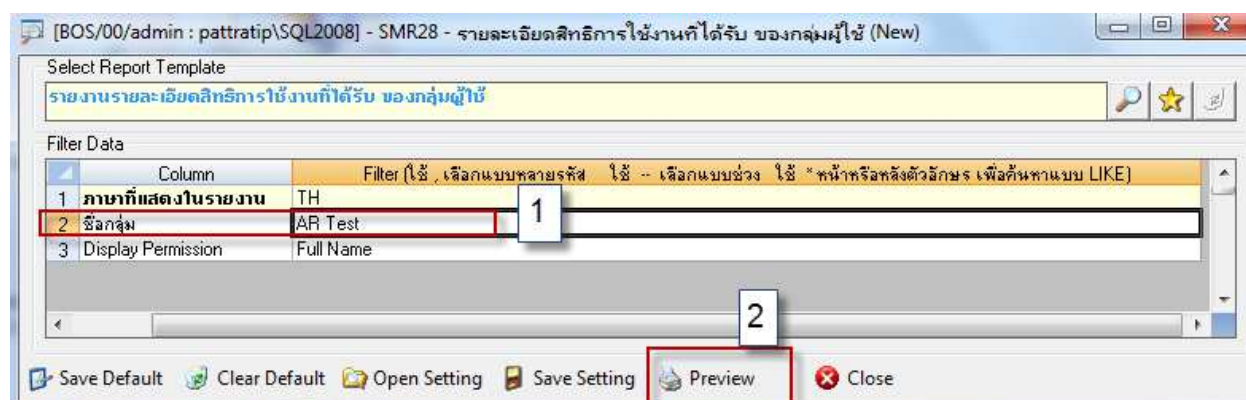 [BOS/00/admin : pattratip\SQL2008] - SMR28 - รายละเอียดสิทธิการใช้งานที่ได้รับ ของกลุ่มผู้ใช้ (New)
Select Report Template
รายงานรายละเอียดสิทธิการใช้งานที่ได้รับ ของกลุ่มผู้ใช้
Filter Data
Column Filter (ใช้ , เลือกแบบหลายรหัส ใช้ -- เลือกแบบช่วง ใช้ * หน้าหรือหลังตัวอักษร เพื่อค้นหาแบบ LIKE)
1 ภาษาที่แสดงในรายงาน TH
2 ชื่อกลุ่ม AR Test
1
3 Display Permission Full Name
2
Save Default Clear Default Open Setting Save Setting Preview Close